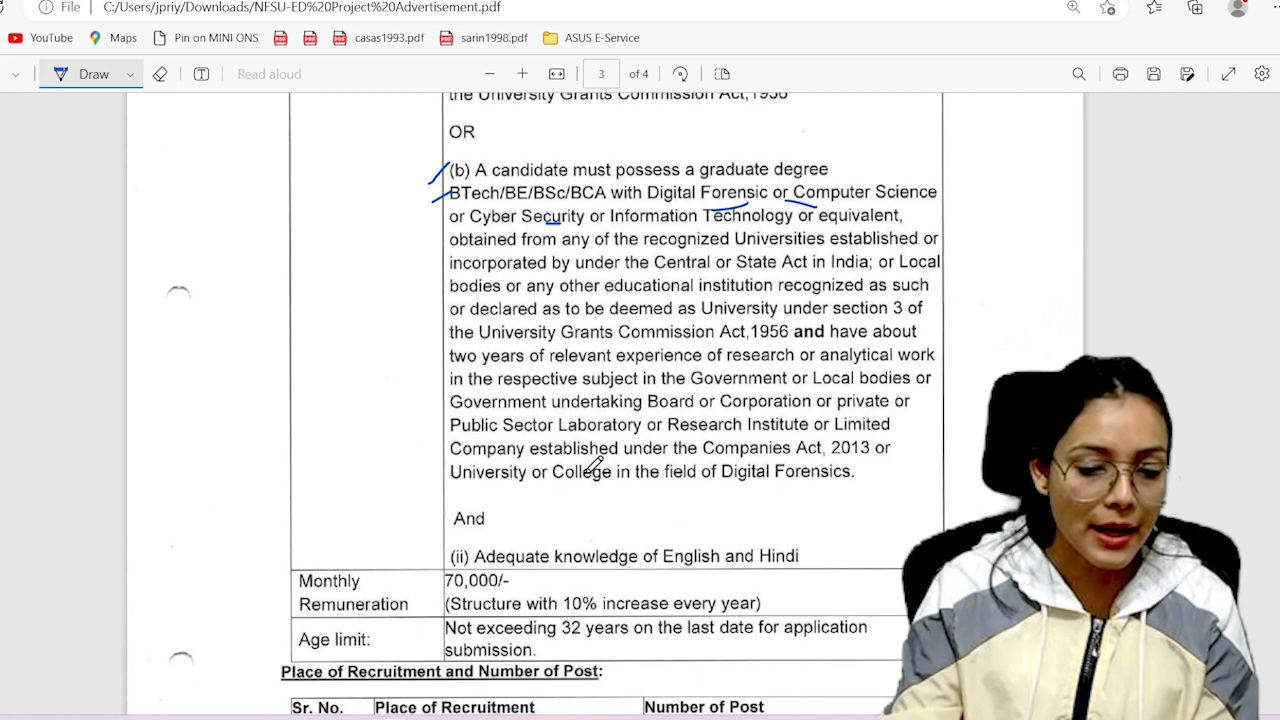 File C:/Users/jpriy/Downloads/NFSU-ED%20Project%20Advertisement.pdf
YouTube Maps Pin on MINI ONS casas1993.pdf sarin1998.pdf ASUS E-Service
Draw Read aloud 3 of 4
the University Grants Commission Act,1956
OR
(b) A candidate must possess a graduate degree
BTech/BE/BSc/BCA with Digital Forensic or Computer Science
or Cyber Security or Information Technology or equivalent,
obtained from any of the recognized Universities established or
incorporated by under the Central or State Act in India; or Local
bodies or any other educational institution recognized as such
or declared as to be deemed as University under section 3 of
the University Grants Commission Act,1956 and have about
two years of relevant experience of research or analytical work
in the respective subject in the Government or Local bodies or
Government undertaking Board or Corporation or private or
Public Sector Laboratory or Research Institute or Limited
Company established under the Companies Act, 2013 or
University or College in the field of Digital Forensics.
And
(ii) Adequate knowledge of English and Hindi
Monthly
Remuneration
70,000/-
(Structure with 10% increase every year)
Age limit:
Not exceeding 32 years on the last date for application
submission.
Place of Recruitment and Number of Post:
Sr. No. Place of Recruitment Number of Post